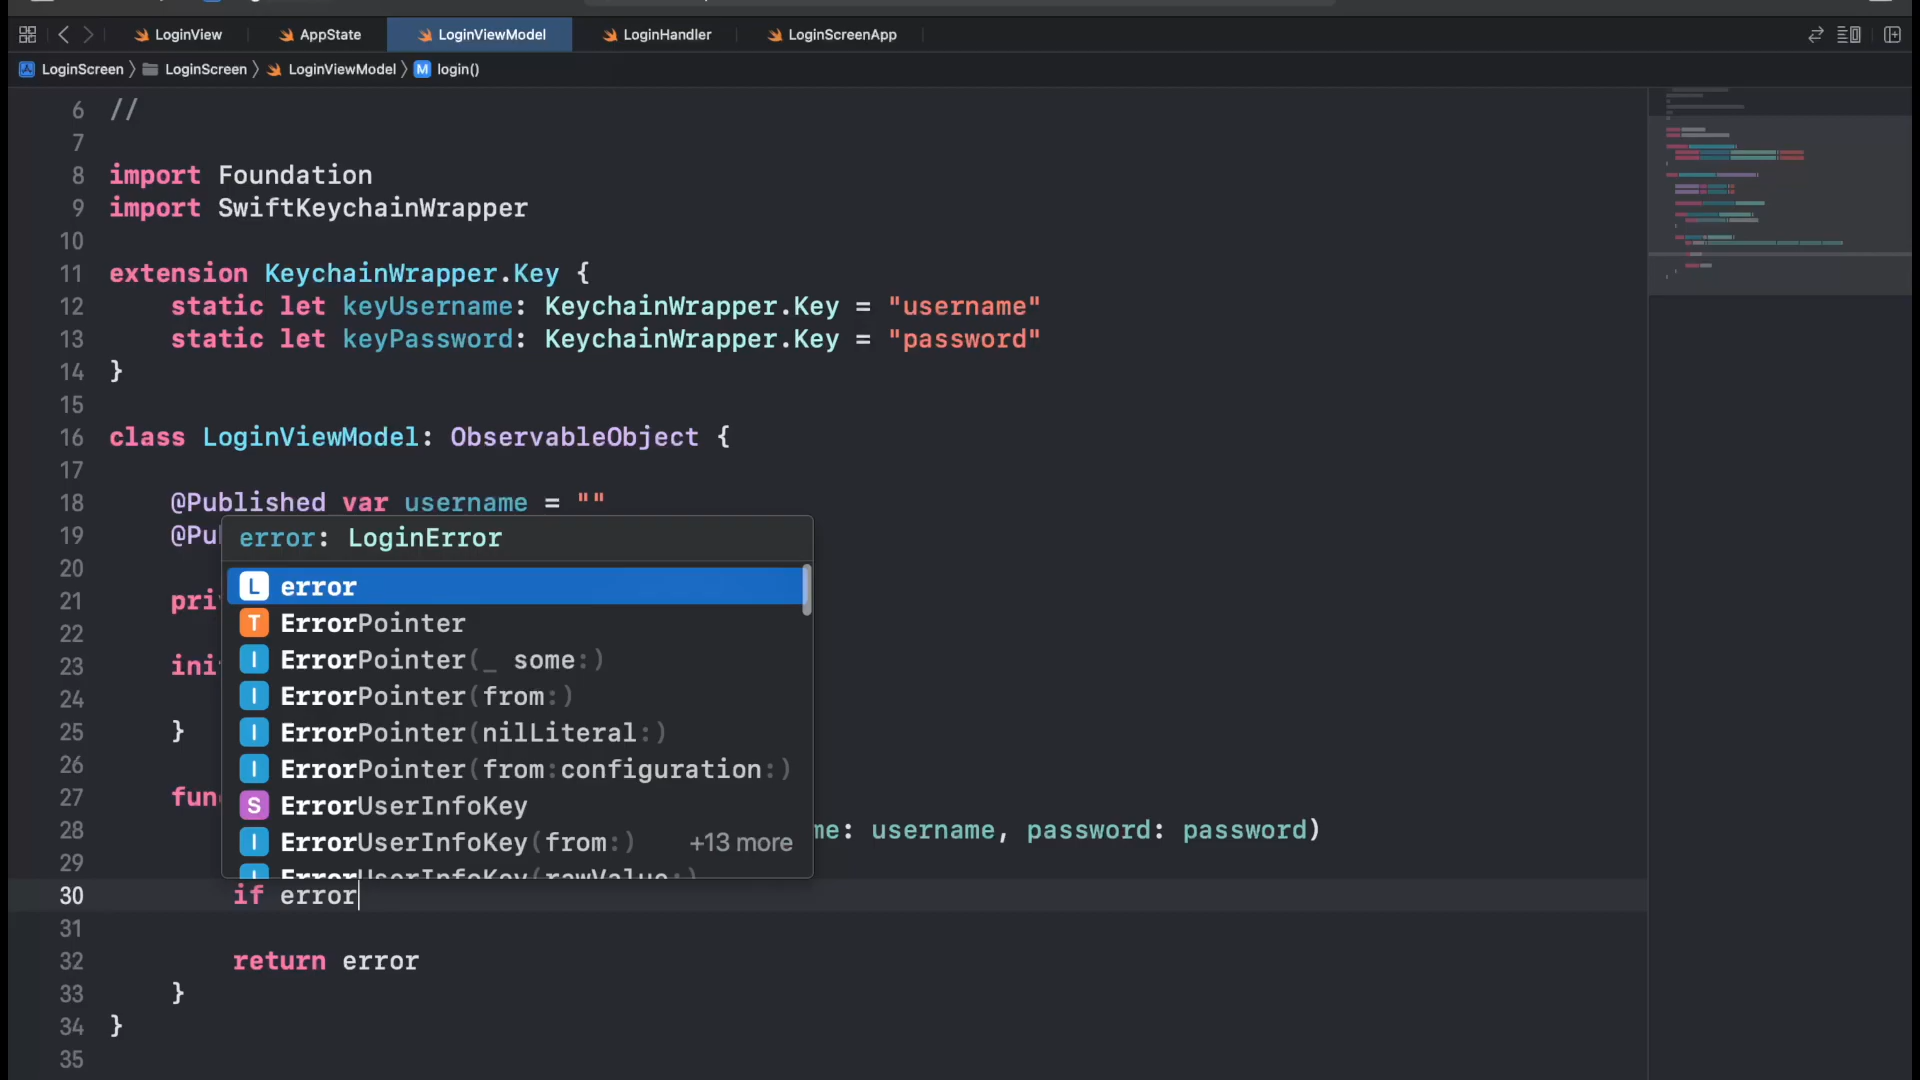 LoginView AppState LoginViewModel LoginHandler LoginScreenApp
LoginScreen LoginScreen LoginViewModel M login()
6 //
7
8 import Foundation
9 import SwiftKeychainWrapper
10
11 extension KeychainWrapper.Key {
12 static let keyUsername: KeychainWrapper.Key = "username"
13 static let keyPassword: KeychainWrapper.Key = "password"
14 }
15
16 class LoginViewModel: ObservableObject {
17
18 @Published var username = ""
19 @Pu
error: LoginError
20
L error
21 pri
T ErrorPointer
22
I ErrorPointer(_ some:)
23 ini
I ErrorPointer(from:)
24
25 }
I ErrorPointer(nilLiteral:)
26
I ErrorPointer(from:configuration:)
27 fun
S ErrorUserInfoKey
28 me: username, password: password)
I ErrorUserInfoKey(from:) +13 more
29
I ErrorUserInfoKey(rawValue:)
30 if error
31
32 return error
33 }
34 }
35